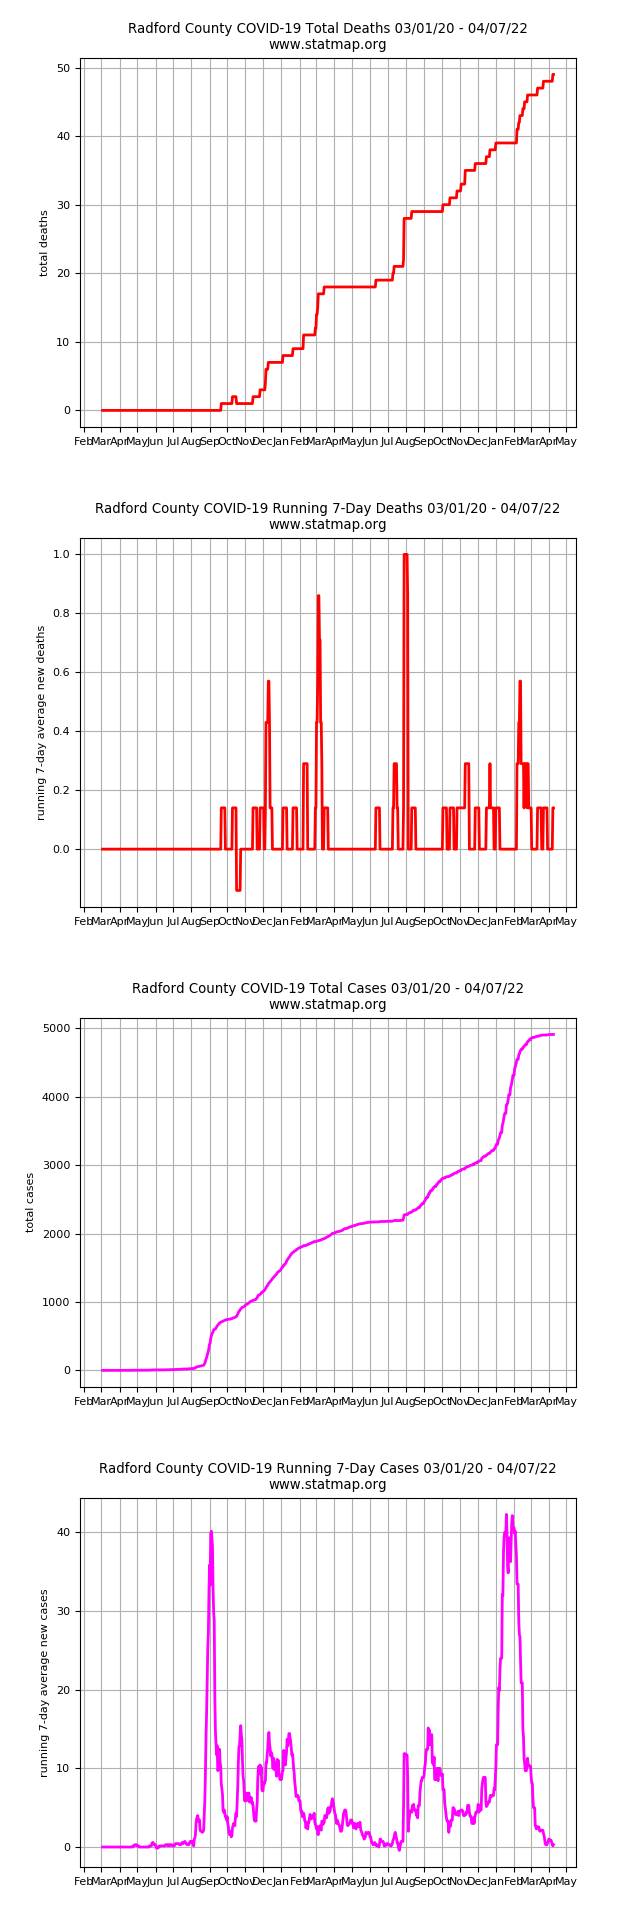 Radford County COVID-19 Total Deaths 03/01/20 - 04/07/22
www.statmap.org
50
40
30
20
10
0
total deaths
Feb Mar Apr May Jun Jul Aug Sep Oct Nov Dec Jan Feb Mar Apr May Jun Jul Aug Sep Oct Nov Dec Jan Feb Mar Apr May
Radford County COVID-19 Running 7-Day Deaths 03/01/20 - 04/07/22
www.statmap.org
1.0
0.8
0.6
0.4
0.2
0.0
running 7-day average new deaths
Feb Mar Apr May Jun Jul Aug Sep Oct Nov Dec Jan Feb Mar Apr May Jun Jul Aug Sep Oct Nov Dec Jan Feb Mar Apr May
Radford County COVID-19 Total Cases 03/01/20 - 04/07/22
www.statmap.org
5000
4000
3000
2000
1000
0
total cases
Feb Mar Apr May Jun Jul Aug Sep Oct Nov Dec Jan Feb Mar Apr May Jun Jul Aug Sep Oct Nov Dec Jan Feb Mar Apr May
Radford County COVID-19 Running 7-Day Cases 03/01/20 - 04/07/22
www.statmap.org
40
30
20
10
0
running 7-day average new cases
Feb Mar Apr May Jun Jul Aug Sep Oct Nov Dec Jan Feb Mar Apr May Jun Jul Aug Sep Oct Nov Dec Jan Feb Mar Apr May